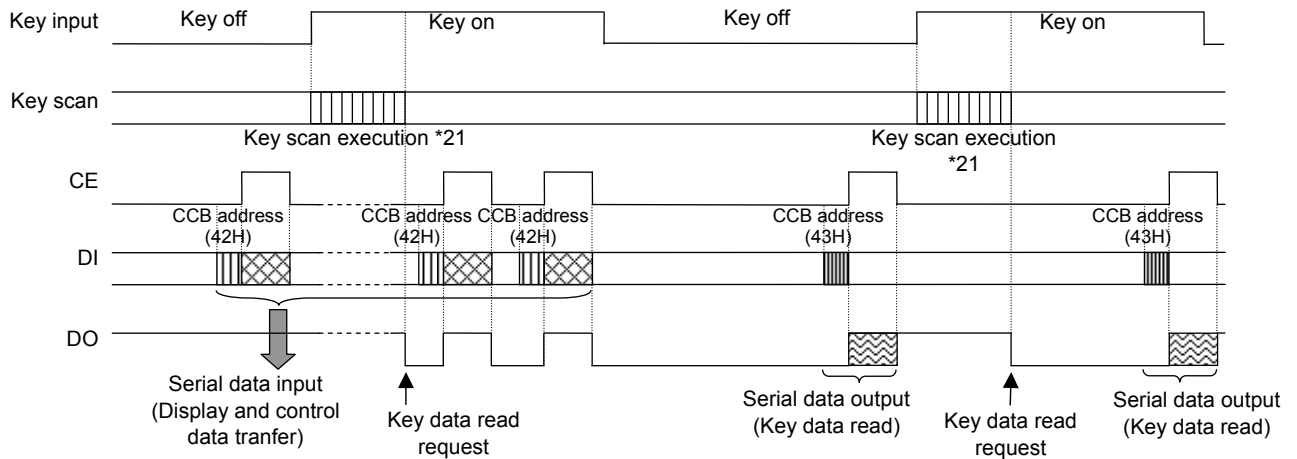 Key input
Key off
Key on
Key off
Key on
Key scan
Key scan execution *21
Key scan execution
*21
CE
CCB address
(42H)
CCB address
(42H)
CCB address
(42H)
CCB address
(43H)
CCB address
(43H)
DI
DO
Serial data input
(Display and control
data tranfer)
Key data read
request
Serial data output
(Key data read)
Key data read
request
Serial data output
(Key data read)